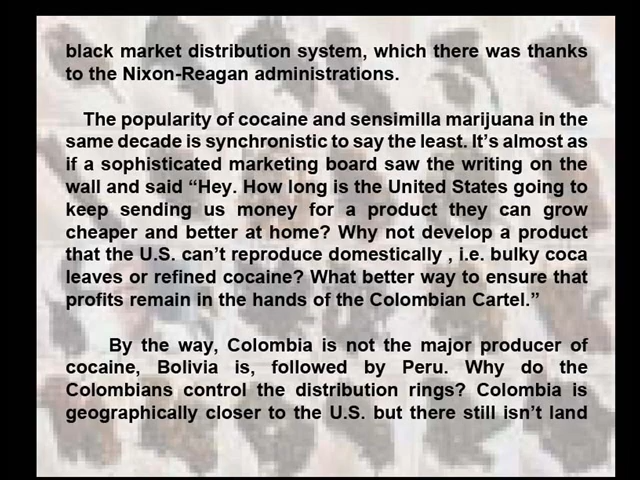 black market distribution system, which there was thanks
to the Nixon-Reagan administrations.
The popularity of cocaine and sensimilla marijuana in the
same decade is synchronistic to say the least. It’s almost as
if a sophisticated marketing board saw the writing on the
wall and said “Hey. How long is the United States going to
keep sending us money for a product they can grow
cheaper and better at home? Why not develop a product
that the U.S. can’t reproduce domestically , i.e. bulky coca
leaves or refined cocaine? What better way to ensure that
profits remain in the hands of the Colombian Cartel.”
By the way, Colombia is not the major producer of
cocaine, Bolivia is, followed by Peru. Why do the
Colombians control the distribution rings? Colombia is
geographically closer to the U.S. but there still isn’t land